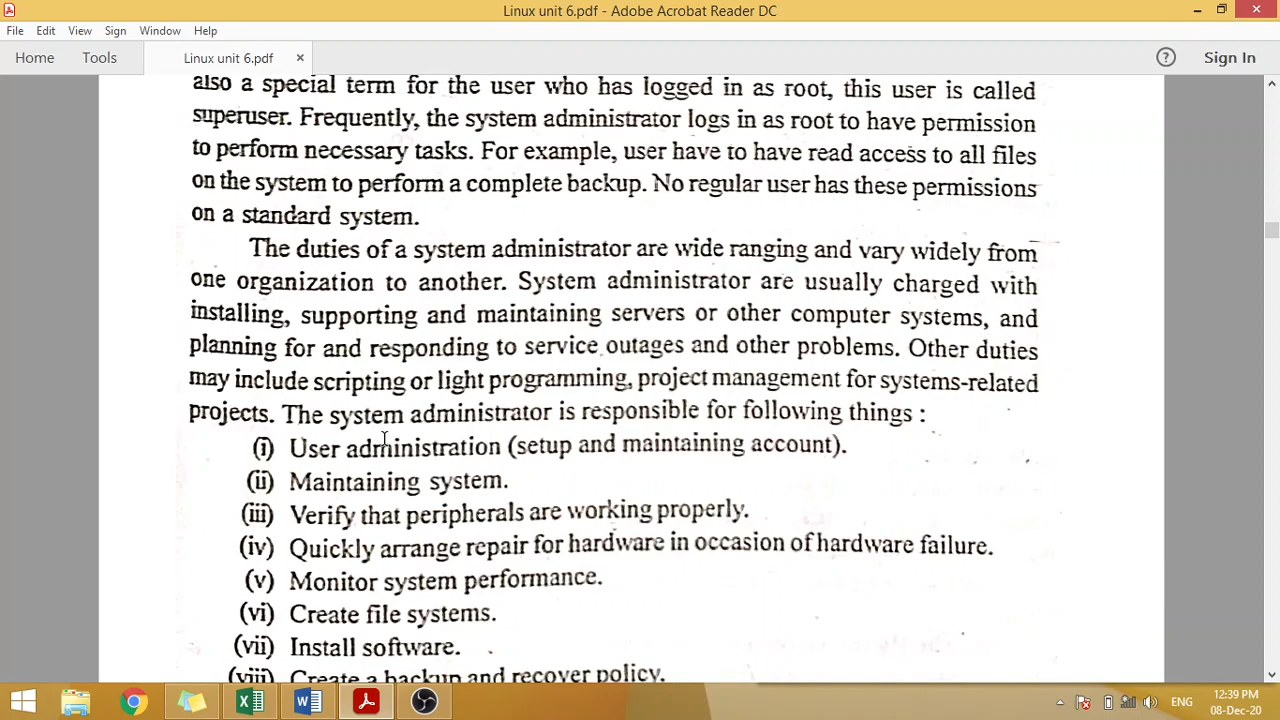 Linux unit 6.pdf - Adobe Acrobat Reader DC
File Edit View Sign Window Help
Home Tools Linux unit 6.pdf × ? Sign In
also a special term for the user who has logged in as root, this user is called
superuser. Frequently, the system administrator logs in as root to have permission
to perform necessary tasks. For example, user have to have read access to all files
on the system to perform a complete backup. No regular user has these permissions
on a standard system.
The duties of a system administrator are wide ranging and vary widely from
one organization to another. System administrator are usually charged with
installing, supporting and maintaining servers or other computer systems, and
planning for and responding to service outages and other problems. Other duties
may include scripting or light programming, project management for systems-related
projects. The system administrator is responsible for following things :
(i) User administration (setup and maintaining account).
(ii) Maintaining system.
(iii) Verify that peripherals are working properly.
(iv) Quickly arrange repair for hardware in occasion of hardware failure.
(v) Monitor system performance.
(vi) Create file systems.
(vii) Install software.
(viii) Create a backup and recover policy.
ENG 12:39 PM
08-Dec-20